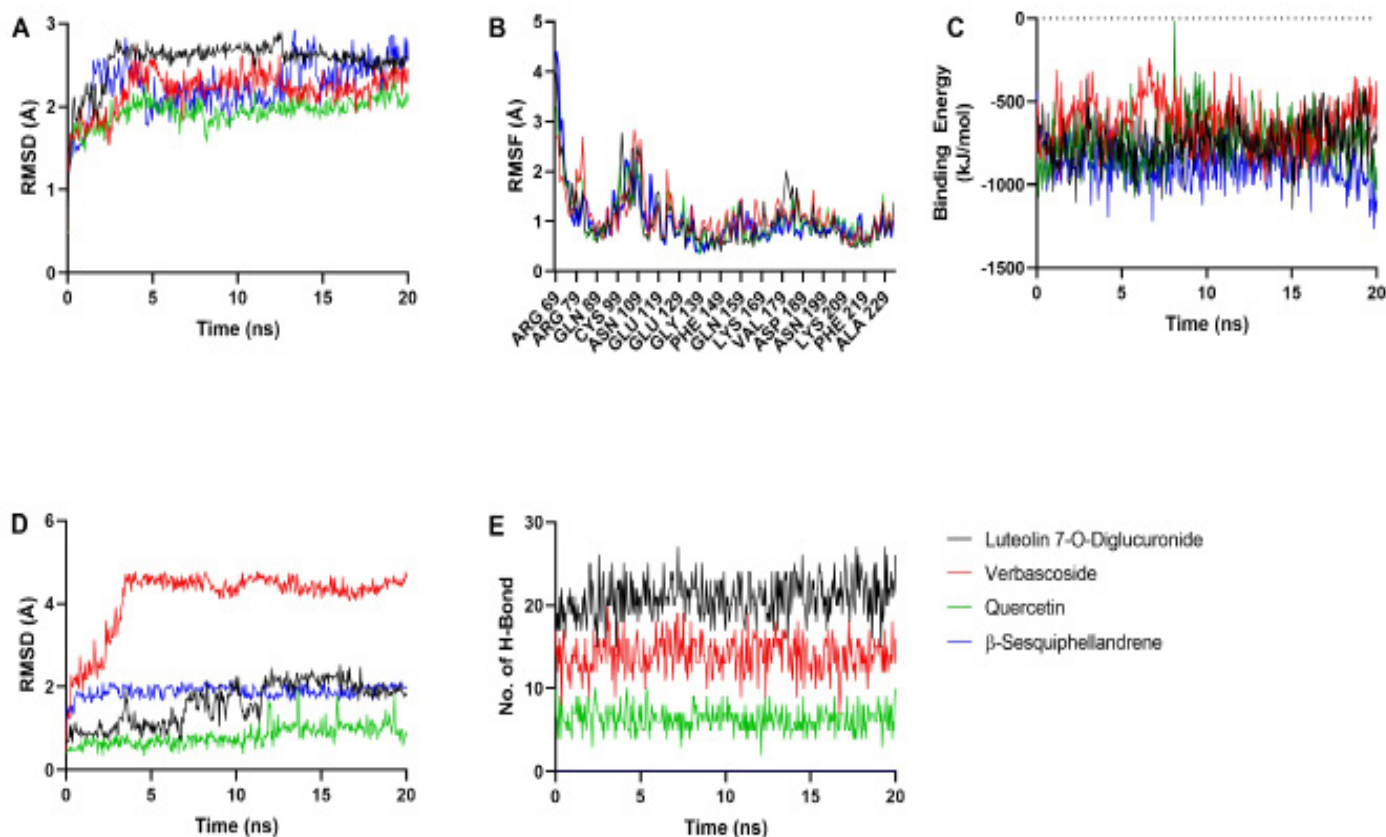 A
RMSD (Å)
3
2
1
0
0 5 10 15 20
Time (ns)
B
RMSF (Å)
5
4
3
2
1
0
ARG 69
ARG 79
GLN 89
CYS 99
ASN 109
GLU 119
GLU 129
GLY 139
PHE 149
GLN 159
LYS 169
VAL 179
ASP 189
ASN 199
LYS 209
PHE 219
ALA 229
C
Binding Energy
(kJ/mol)
0
-500
-1000
-1500
0 5 10 15 20
Time (ns)
D
RMSD (Å)
6
4
2
0
0 5 10 15 20
Time (ns)
E
No. of H-Bond
30
20
10
0
0 5 10 15 20
Time (ns)
Luteolin 7-O-Diglucuronide
Verbascoside
Quercetin
β-Sesquiphellandrene